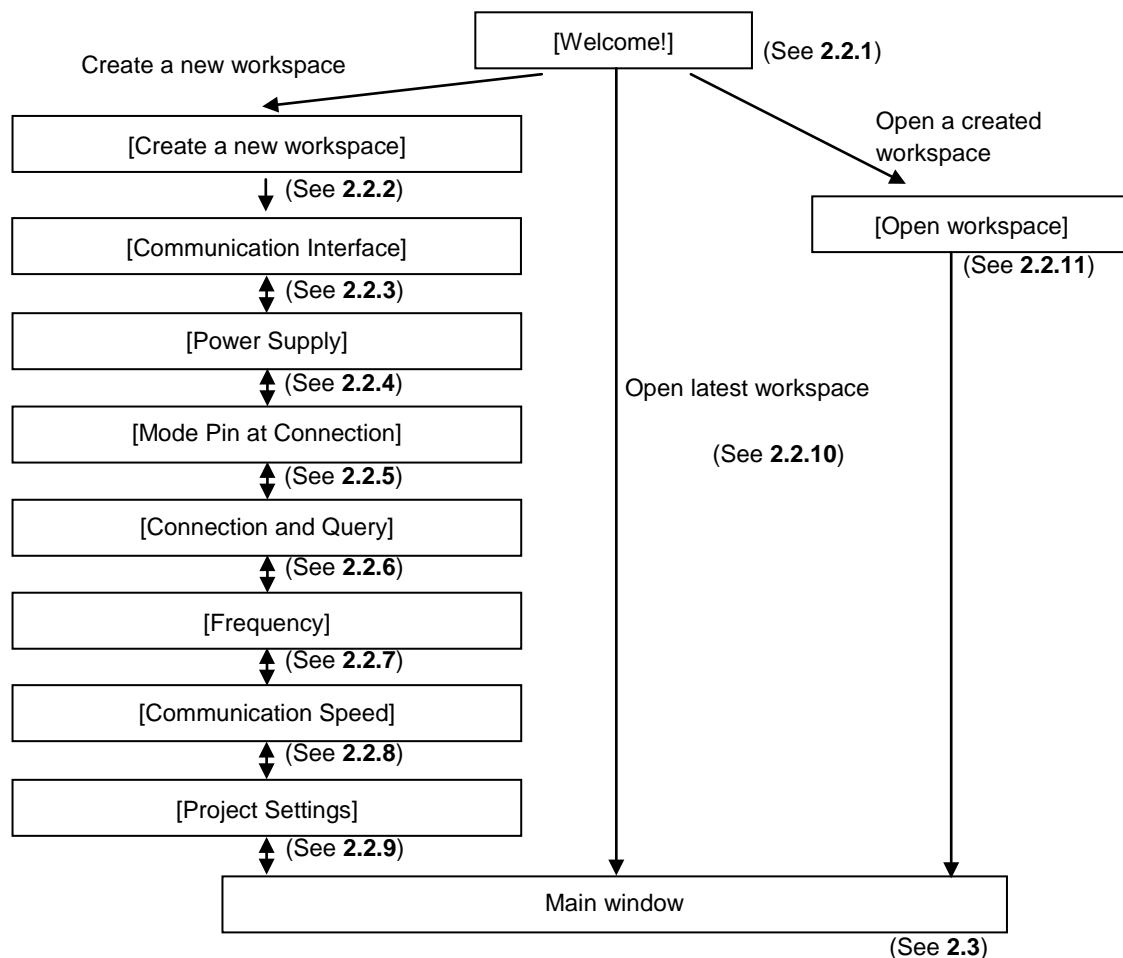 [Welcome!]
(See 2.2.1)
Create a new workspace
Open a created
workspace
[Create a new workspace]
(See 2.2.2)
[Open workspace]
(See 2.2.11)
[Communication Interface]
(See 2.2.3)
[Power Supply]
(See 2.2.4)
Open latest workspace
(See 2.2.10)
[Mode Pin at Connection]
(See 2.2.5)
[Connection and Query]
(See 2.2.6)
[Frequency]
(See 2.2.7)
[Communication Speed]
(See 2.2.8)
[Project Settings]
(See 2.2.9)
Main window
(See 2.3)